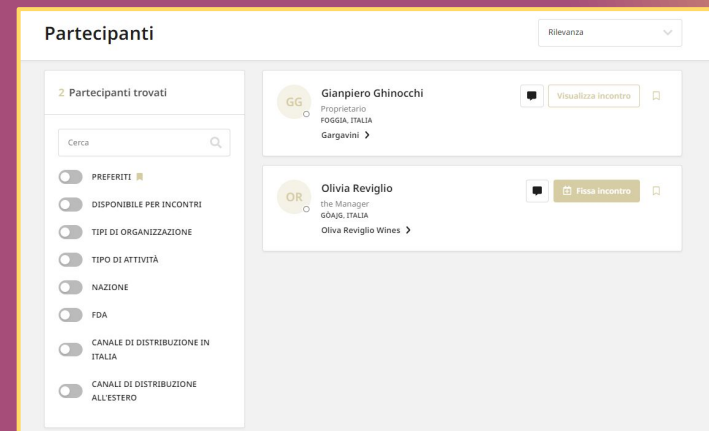 Partecipanti
Rilevanza
2 Partecipanti trovati
Cerca
PREFERITI
DISPONIBILE PER INCONTRI
TIPI DI ORGANIZZAZIONE
TIPO DI ATTIVITÀ
NAZIONE
FDA
CANALE DI DISTRIBUZIONE IN
ITALIA
CANALI DI DISTRIBUZIONE
ALL'ESTERO
GG
Gianpiero Ghinocchi
Proprietario
FOGGIA, ITALIA
Gargavini
Visualizza incontro
OR
Olivia Reviglio
the Manager
GÒAJG, ITALIA
Oliva Reviglio Wines
Fissa incontro